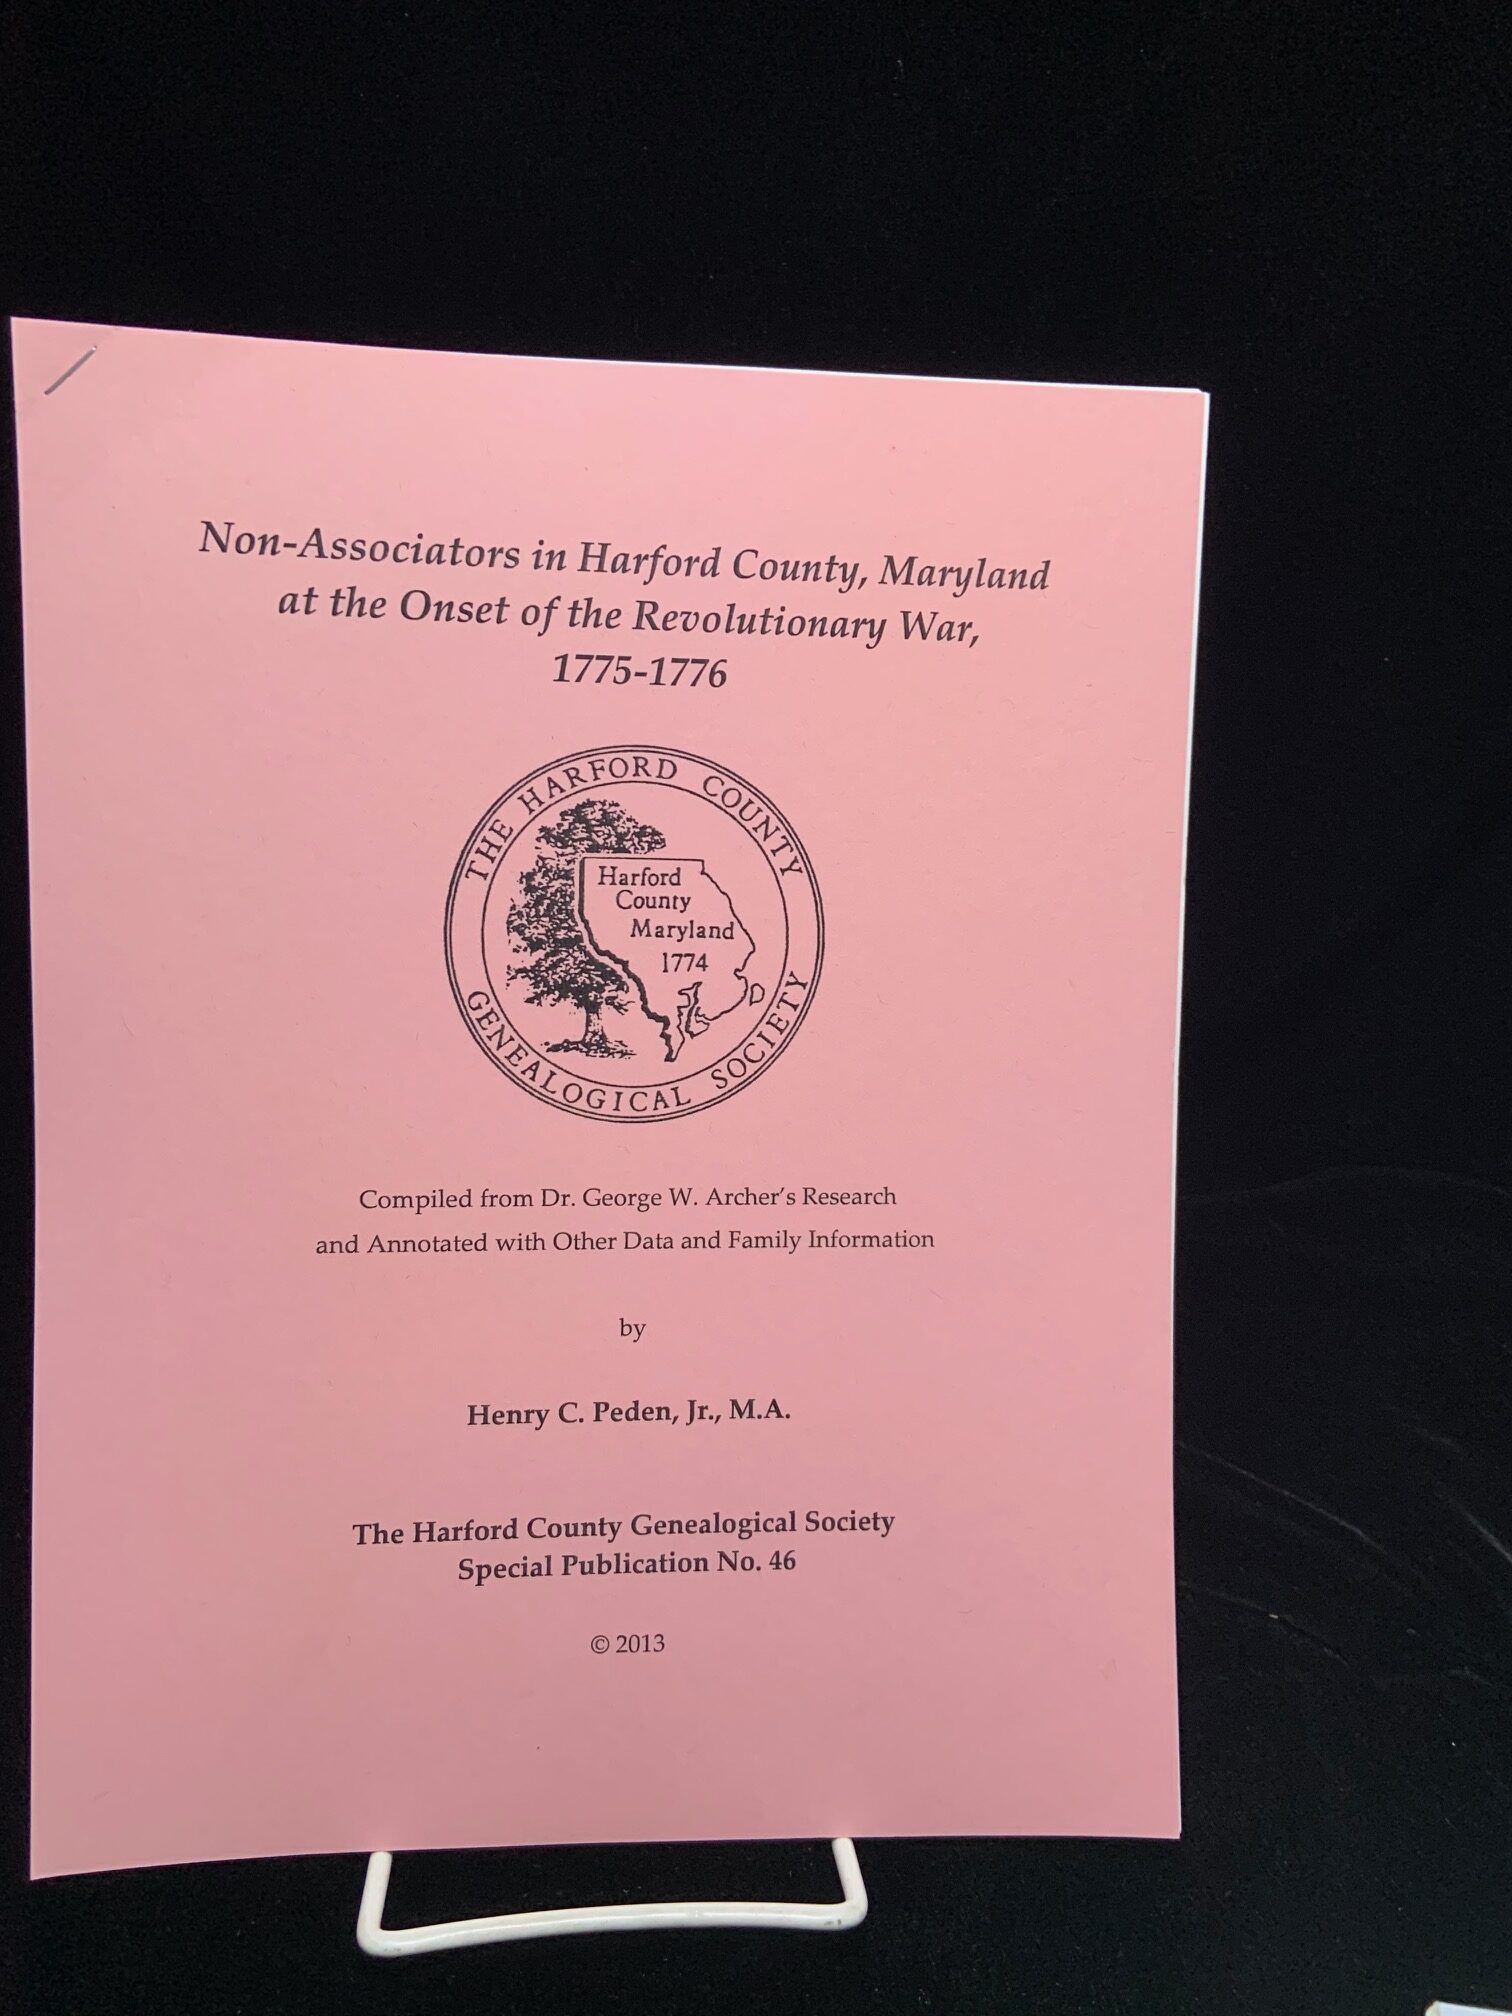 Non-Associators in Harford County, Maryland
at the Onset of the Revolutionary War,
1775-1776
THE HARFORD COUNTY
Harford
County
Maryland
1774
GENEALOGICAL SOCIETY
Compiled from Dr. George W. Archer's Research
and Annotated with Other Data and Family Information
by
Henry C. Peden, Jr., M.A.
The Harford County Genealogical Society
Special Publication No. 46
© 2013